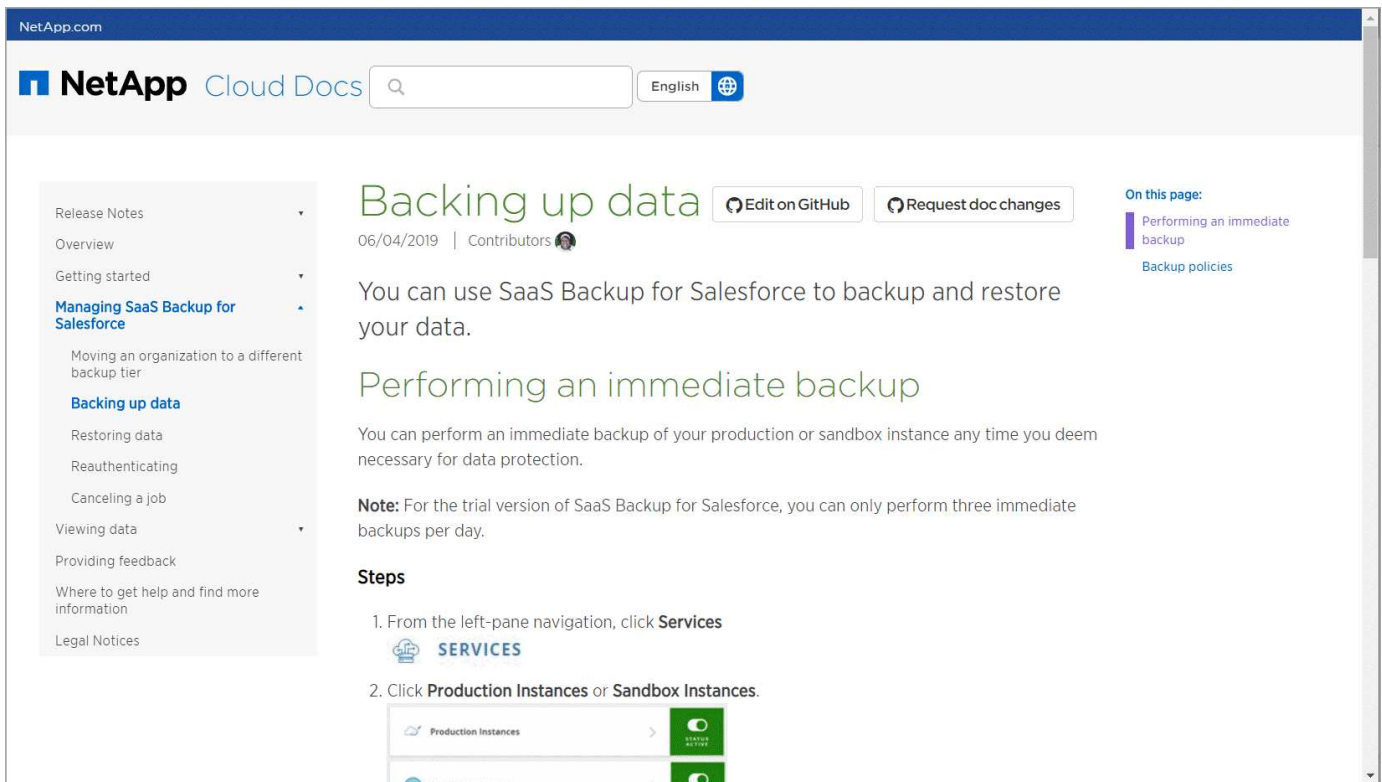 NetApp.com
NetApp Cloud Docs
English
Release Notes
Overview
Getting started
Managing SaaS Backup for
Salesforce
Moving an organization to a different
backup tier
Backing up data
Restoring data
Reauthenticating
Canceling a job
Viewing data
Providing feedback
Where to get help and find more
information
Legal Notices
Backing up data
Edit on GitHub
Request doc changes
06/04/2019 | Contributors
You can use SaaS Backup for Salesforce to backup and restore
your data.
Performing an immediate backup
You can perform an immediate backup of your production or sandbox instance any time you deem
necessary for data protection.
Note: For the trial version of SaaS Backup for Salesforce, you can only perform three immediate
backups per day.
Steps
1. From the left-pane navigation, click Services
SERVICES
2. Click Production Instances or Sandbox Instances.
Production Instances
STATUS
ACTIVE
On this page:
Performing an immediate
backup
Backup policies